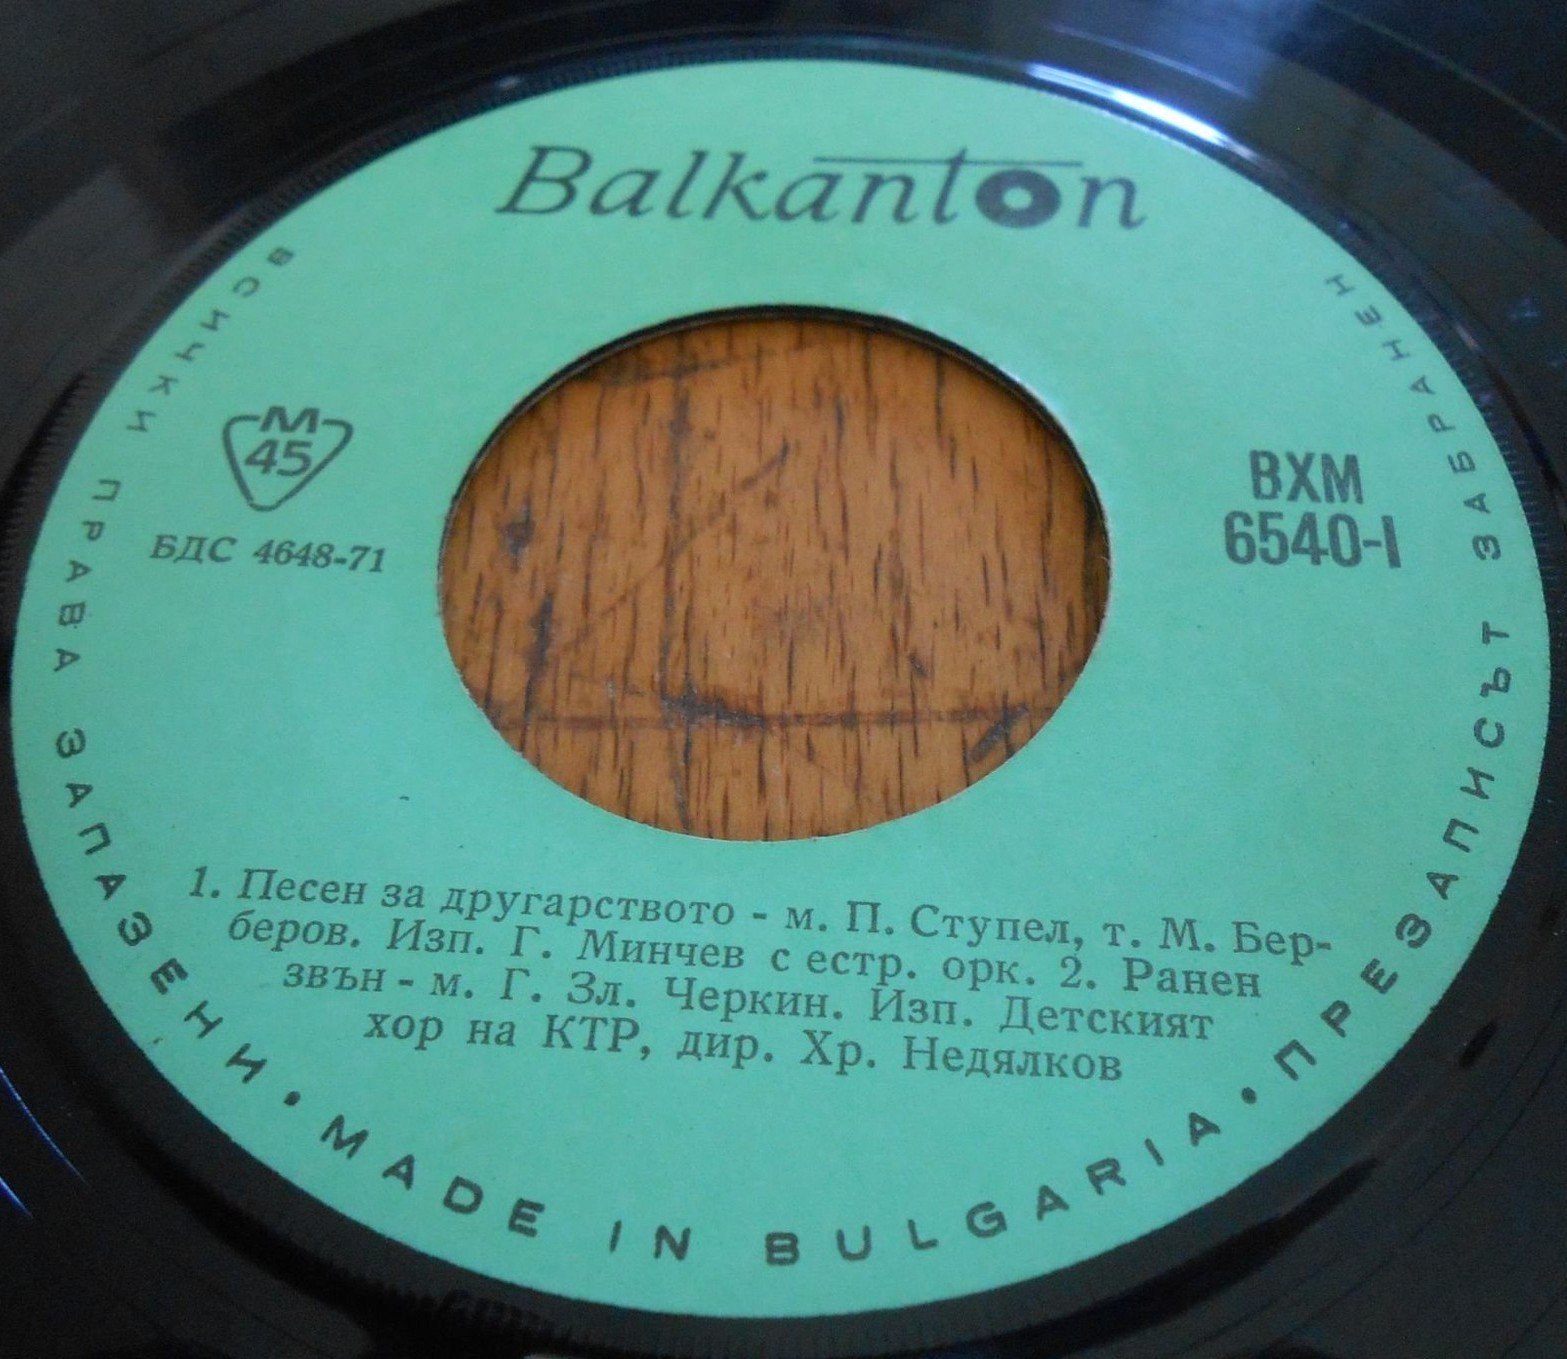 Balkanton
М
45
БДС 4648-71
ВХМ
6540-I
1. Песен за другарството - м. П. Ступел, т. М. Бер-
беров. Изп. Г. Минчев с естр. орк. 2. Ранен
звън - м. Г. Зл. Черкин. Изп. Детският
хор на КТР, дир. Хр. Недялков
ВСИЧКИ ПРАВА ЗАПАЗЕНИ • MADE IN BULGARIA • ПРЕЗАПИСЪТ ЗАБРАНЕН